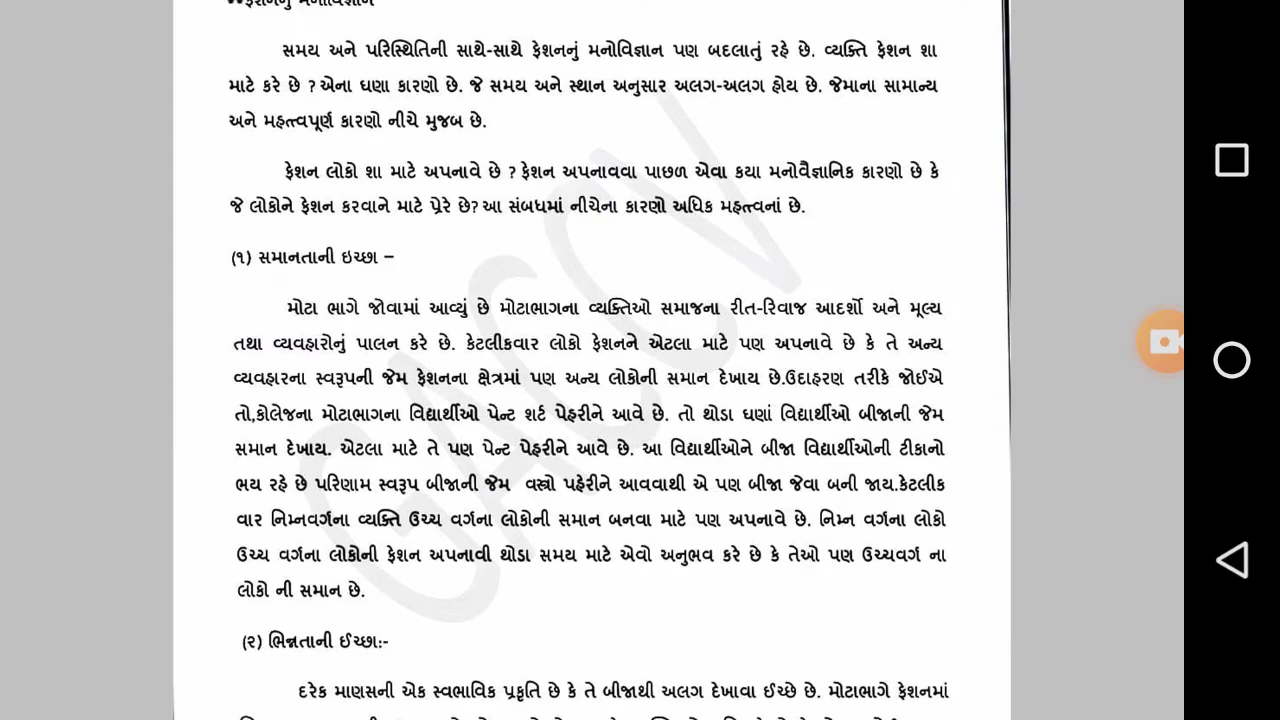 ફેશનનું મનોવિજ્ઞાન
સમય અને પરિસ્થિતિની સાથે-સાથે ફેશનનું મનોવિજ્ઞાન પણ બદલાતું રહે છે. વ્યક્તિ ફેશન શા
માટે કરે છે ? એના ઘણા કારણો છે. જે સમય અને સ્થાન અનુસાર અલગ-અલગ હોય છે. જેમાના સામાન્ય
અને મહત્ત્વપૂર્ણ કારણો નીચે મુજબ છે.
ફેશન લોકો શા માટે અપનાવે છે ? ફેશન અપનાવવા પાછળ એવા કયા મનોવૈજ્ઞાનિક કારણો છે કે
જે લોકોને ફેશન કરવાને માટે પ્રેરે છે? આ સંબધમાં નીચેના કારણો અધિક મહત્વનાં છે.
(૧) સમાનતાની ઇચ્છા –
મોટા ભાગે જોવામાં આવ્યું છે મોટાભાગના વ્યક્તિઓ સમાજના રીત-રિવાજ આદર્શો અને મૂલ્ય
તથા વ્યવહારોનું પાલન કરે છે. કેટલીકવાર લોકો ફેશનને એટલા માટે પણ અપનાવે છે કે તે અન્ય
વ્યવહારના સ્વરૂપની જેમ ફેશનના ક્ષેત્રમાં પણ અન્ય લોકોની સમાન દેખાય છે.ઉદાહરણ તરીકે જોઈએ
તો,કોલેજના મોટાભાગના વિદ્યાર્થીઓ પેન્ટ શર્ટ પેહરીને આવે છે. તો થોડા ઘણાં વિદ્યાર્થીઓ બીજાની જેમ
સમાન દેખાય. એટલા માટે તે પણ પેન્ટ પેહરીને આવે છે. આ વિદ્યાર્થીઓને બીજા વિદ્યાર્થીઓની ટીકાનો
ભય રહે છે પરિણામ સ્વરૂપ બીજાની જેમ વસ્ત્રો પહેરીને આવવાથી એ પણ બીજા જેવા બની જાય.કેટલીક
વાર નિમ્નવર્ગના વ્યક્તિ ઉચ્ચ વર્ગના લોકોની સમાન બનવા માટે પણ અપનાવે છે. નિમ્ન વર્ગના લોકો
ઉચ્ચ વર્ગના લોકોની ફેશન અપનાવી થોડા સમય માટે એવો અનુભવ કરે છે કે તેઓ પણ ઉચ્ચવર્ગ ના
લોકો ની સમાન છે.
(૨) ભિન્નતાની ઈચ્છા:-
દરેક માણસની એક સ્વભાવિક પ્રકૃતિ છે કે તે બીજાથી અલગ દેખાવા ઈચ્છે છે. મોટાભાગે ફેશનમાં
GACCV